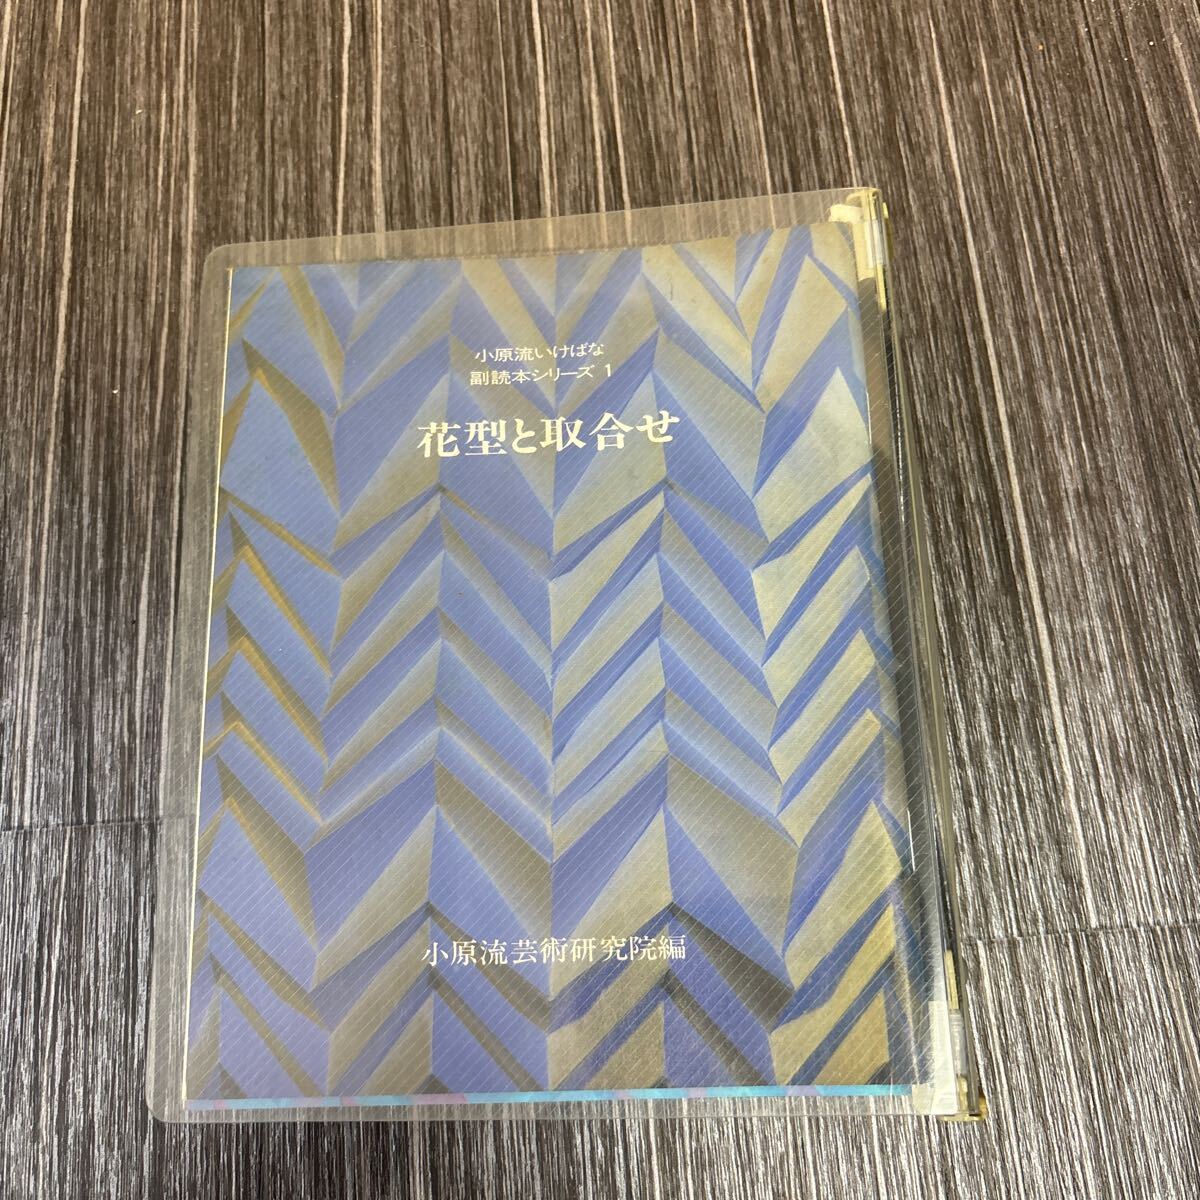 小原流いけばな
副読本シリーズ 1
花型と取合せ
小原流芸術研究院編